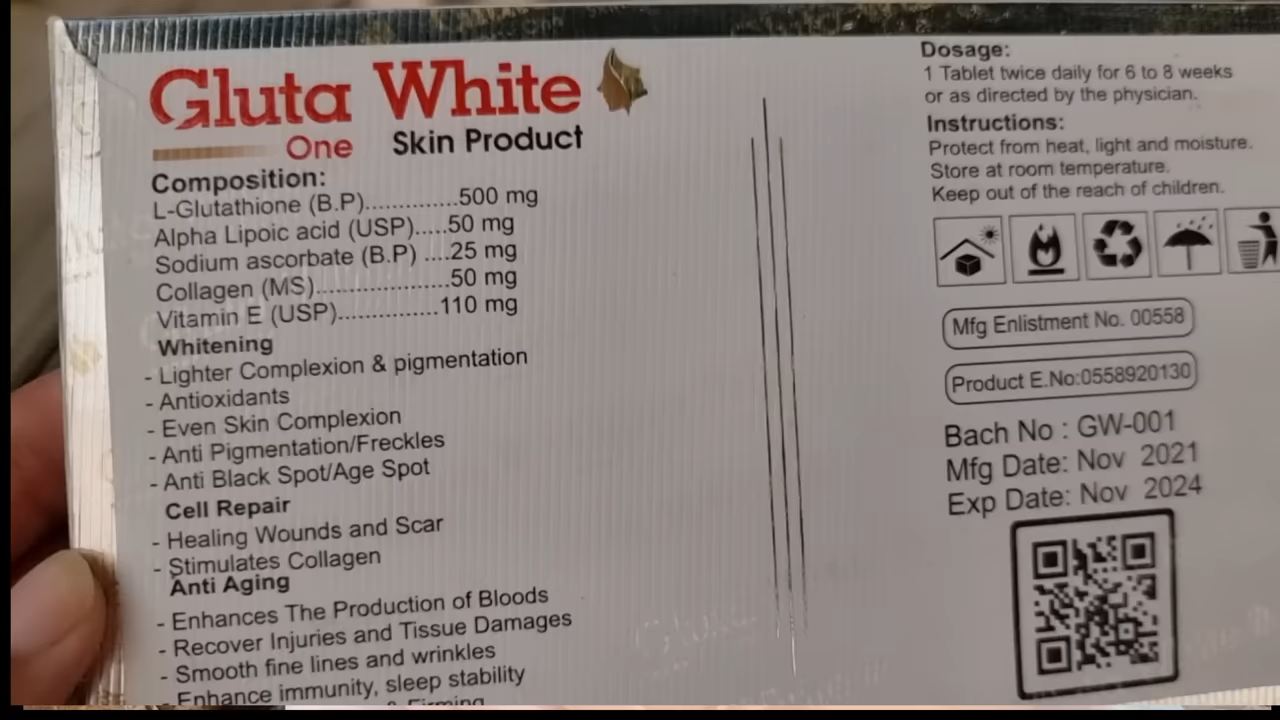 Gluta White
One Skin Product
Composition:
L-Glutathione (B.P)..............500 mg
Alpha Lipoic acid (USP).....50 mg
Sodium ascorbate (B.P) ....25 mg
Collagen (MS)....................50 mg
Vitamin E (USP)...............110 mg
Whitening
- Lighter Complexion & pigmentation
- Antioxidants
- Even Skin Complexion
- Anti Pigmentation/Freckles
- Anti Black Spot/Age Spot
Cell Repair
- Healing Wounds and Scar
- Stimulates Collagen
Anti Aging
- Enhances The Production of Bloods
- Recover Injuries and Tissue Damages
- Smooth fine lines and wrinkles
- Enhance immunity, sleep stability
& Firming
Dosage:
1 Tablet twice daily for 6 to 8 weeks
or as directed by the physician.
Instructions:
Protect from heat, light and moisture.
Store at room temperature.
Keep out of the reach of children.
Mfg Enlistment No. 00558
Product E.No:0558920130
Bach No : GW-001
Mfg Date: Nov 2021
Exp Date: Nov 2024